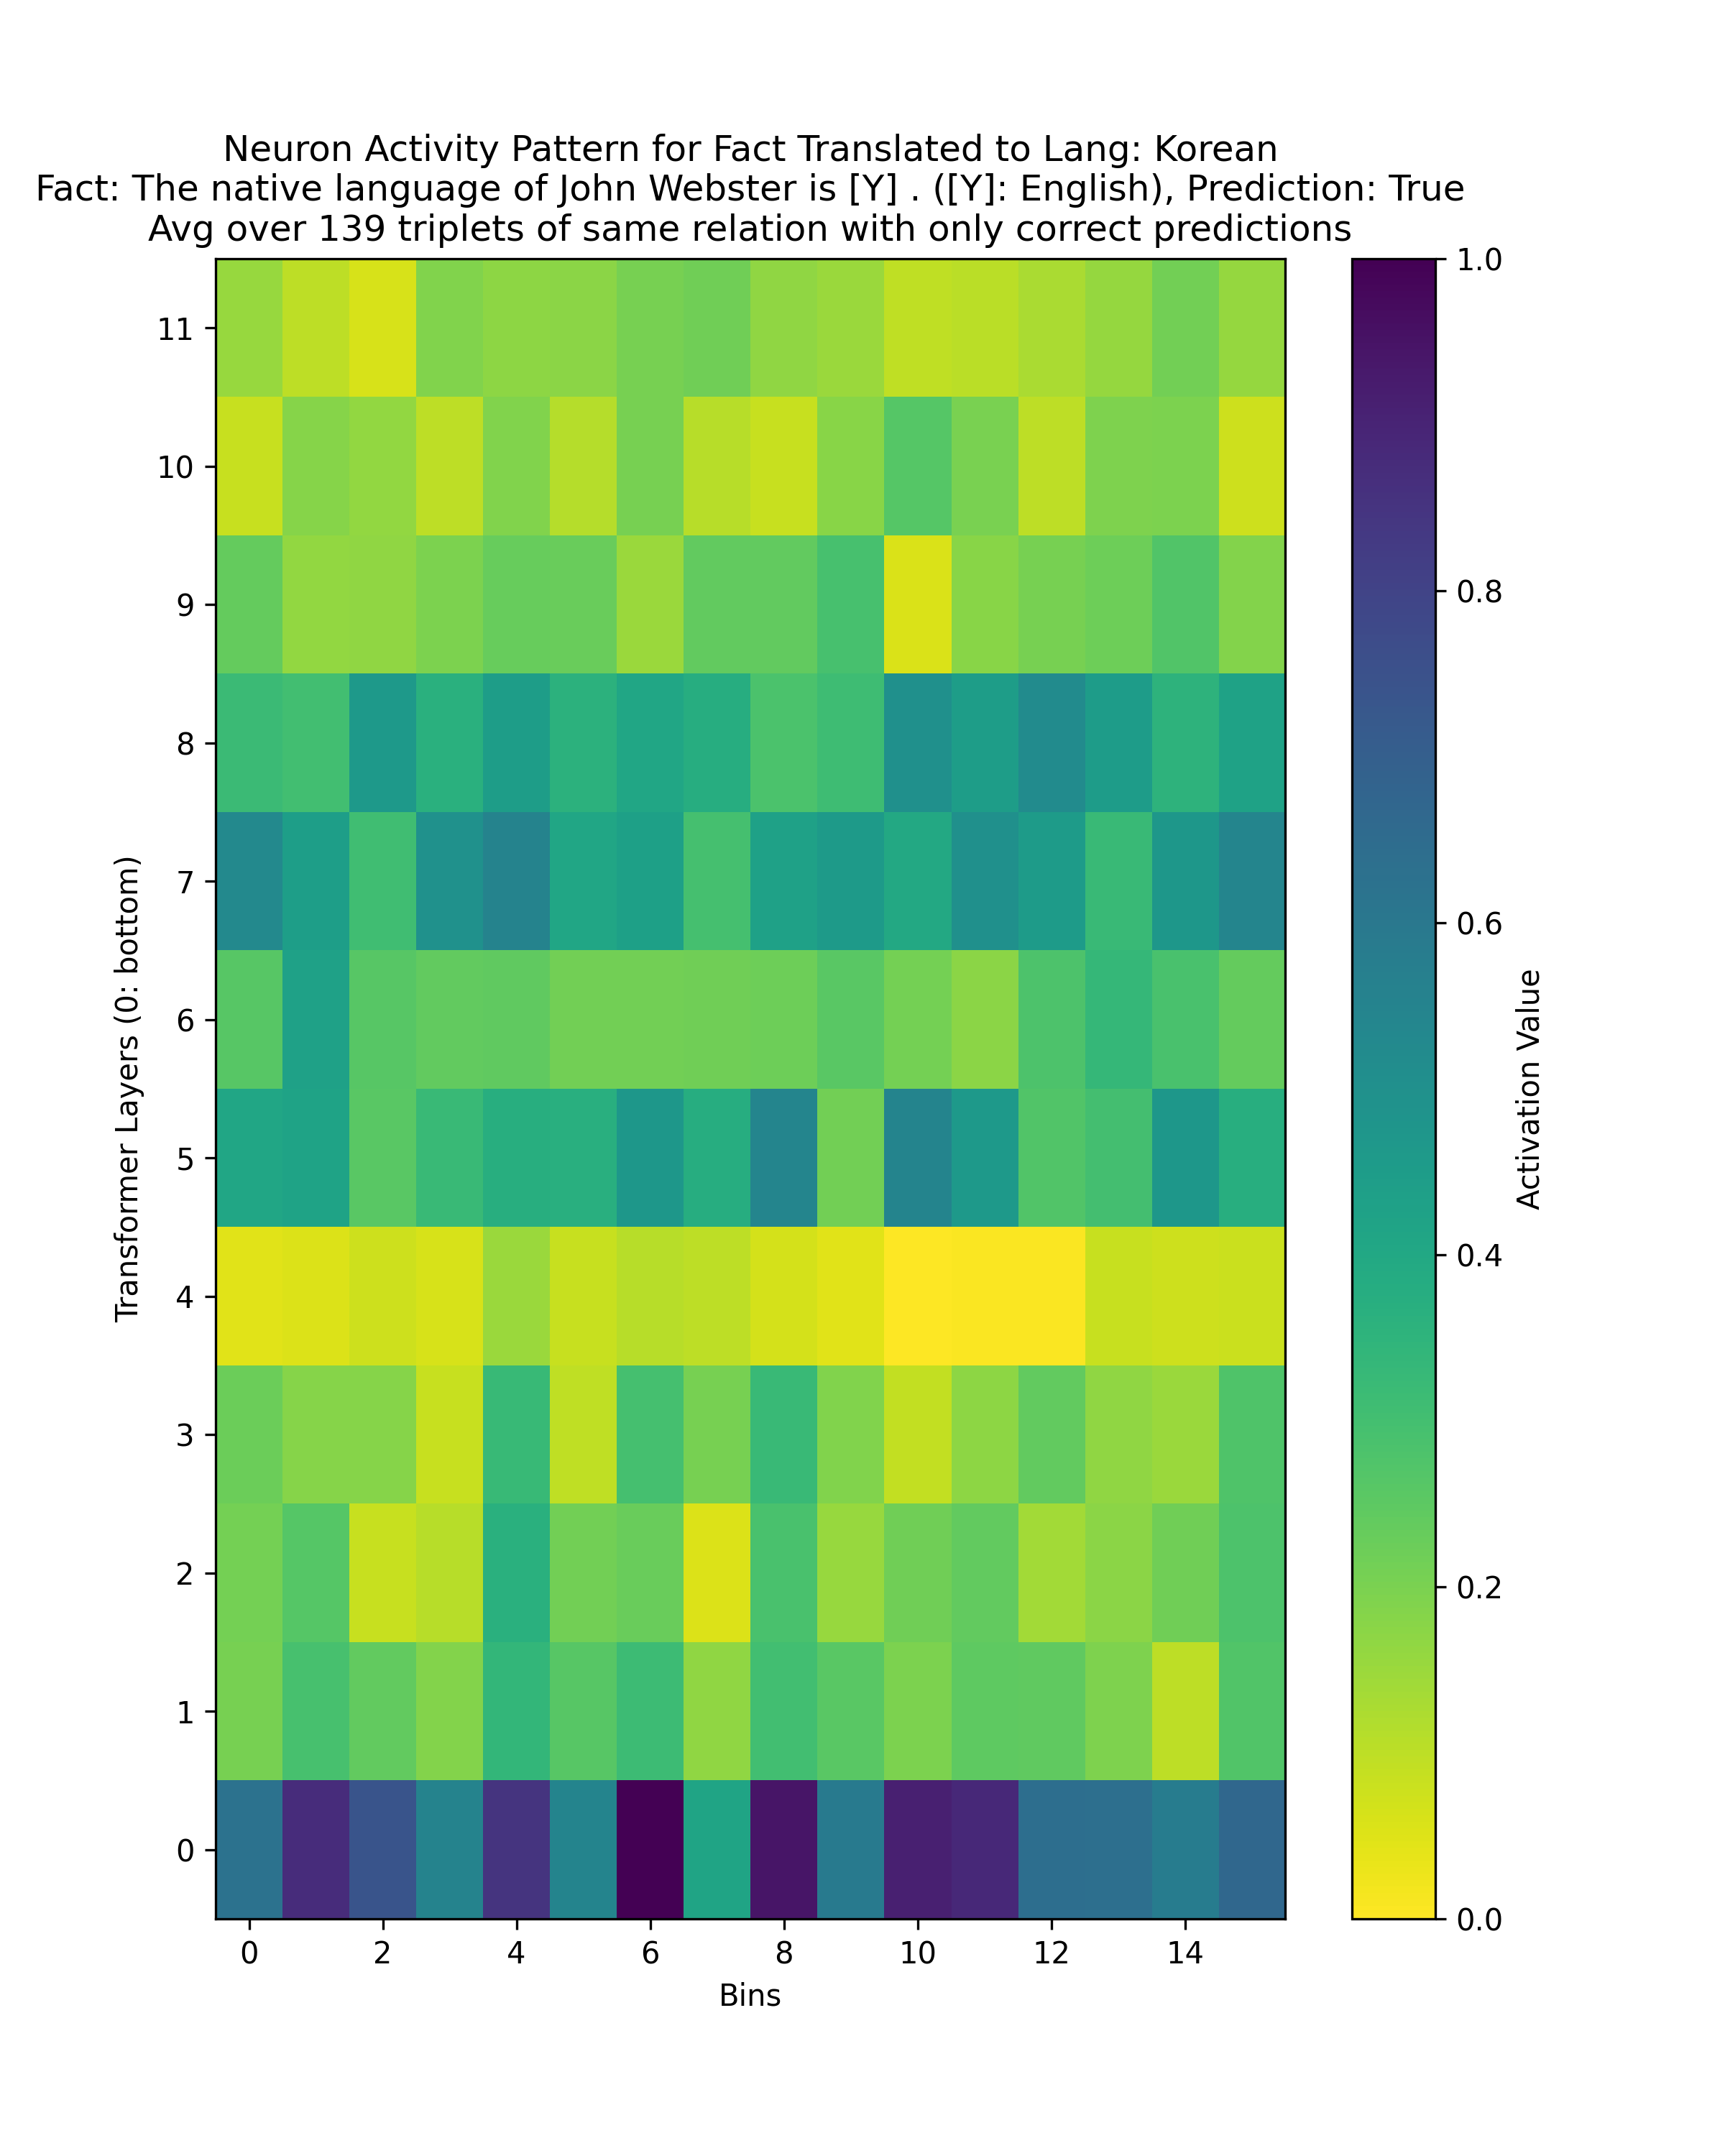 Neuron Activity Pattern for Fact Translated to Lang: Korean
Fact: The native language of John Webster is [Y] . ([Y]: English), Prediction: True
Avg over 139 triplets of same relation with only correct predictions
11
10
9
8
7
6
5
4
3
2
1
0
Transformer Layers (0: bottom)
0 2 4 6 8 10 12 14
Bins
1.0
0.8
0.6
0.4
0.2
0.0
Activation Value